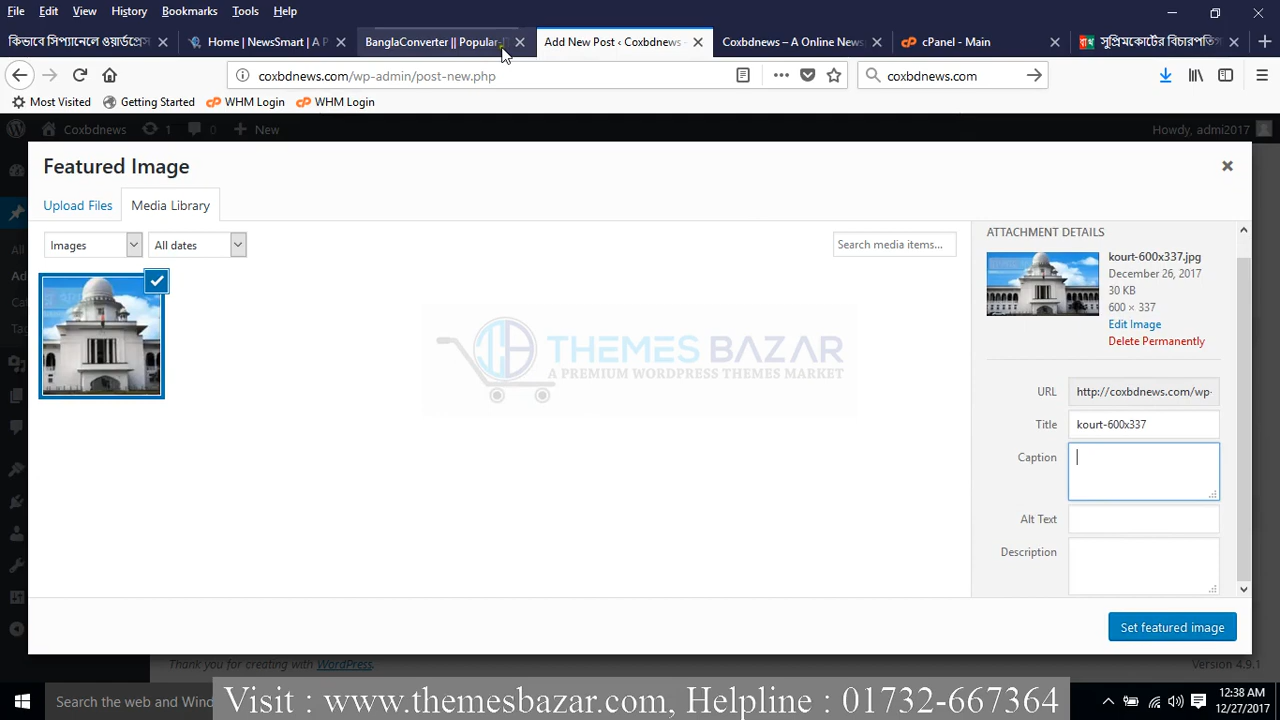 File Edit View History Bookmarks Tools Help
কিভাবে সিপ্যানেলে ওয়ার্ডপ্রেস Home | NewsSmart | A P BanglaConverter || Popular Add New Post ‹ Coxbdnews - Coxbdnews – A Online News cPanel - Main সুপ্রিমকোর্টের বিচারপতি
coxbdnews.com/wp-admin/post-new.php coxbdnews.com
Most Visited Getting Started WHM Login WHM Login
Coxbdnews 1 0 New Howdy, admi2017
Featured Image
Upload Files Media Library
Images All dates Search media items...
ATTACHMENT DETAILS
kourt-600x337.jpg
December 26, 2017
30 KB
600 × 337
Edit Image
Delete Permanently
THEMES BAZAR
A PREMIUM WORDPRESS THEMES MARKET
URL http://coxbdnews.com/wp-
Title kourt-600x337
Caption
Alt Text
Description
Set featured image
Thank you for creating with WordPress. Version 4.9.1
Search the web and Wind
Visit : www.themesbazar.com, Helpline : 01732-667364
12:38 AM
12/27/2017